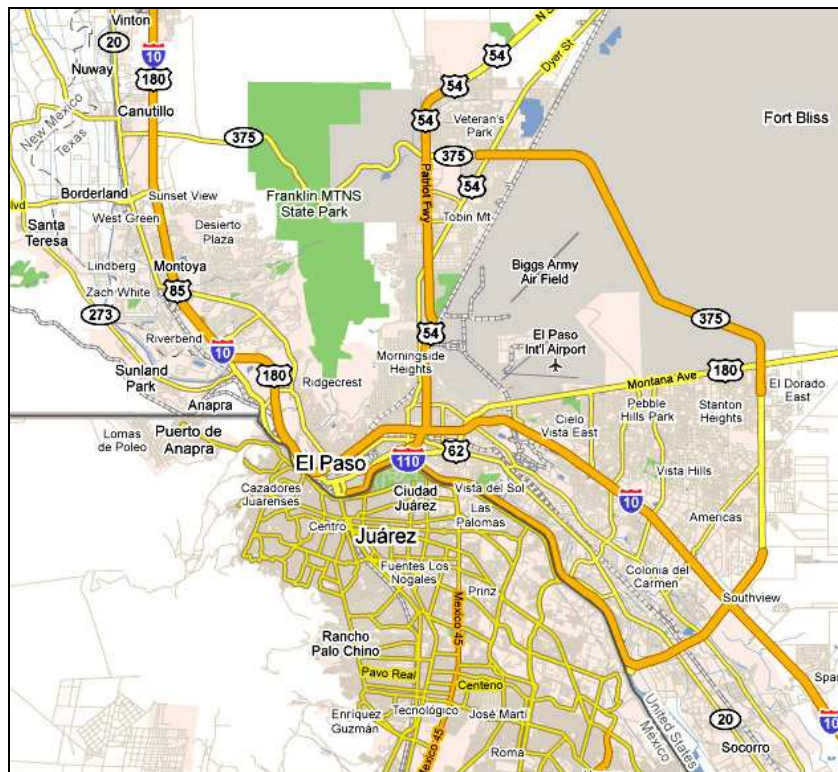 Vinton
20
Nuway
10
180
Canutillo
New Mexico
Texas
375
54
N S
54
Dyer St
54
Veteran's
Park
Fort Bliss
375
54
Patriot Fwy
Borderland
Sunset View
lvd
West Green
Franklin MTNS
State Park
Tobin Mt
Santa
Teresa
Desierto
Plaza
Lindberg
Montoya
Zach White
85
Biggs Army
Air Field
273
375
Riverbend
10
54
El Paso
Int'l Airport
Morningside
Heights
Sunland
Park
180
Ridgecrest
Montana Ave
180
El Dorado
East
Anapra
Pebble
Hills Park
Stanton
Heights
Cielo
Vista East
Lomas
de Poleo
Puerto de
Anapra
El Paso
110
62
Vista Hills
Cazadores
Juarenses
Ciudad
Juárez
Vista del Sol
10
Las
Palomas
Americas
Centro
Juárez
Fuentes Los
Nogales
Prinz
Colonia del
Carmen
Southview
Mexico 45
Rancho
Palo Chino
Pavo Real
Centeno
Spar
Enríquez
Guzmán
Tecnológico
José Martí
United States
Mexico
20
10
Socorro
Mexico 45
Roma